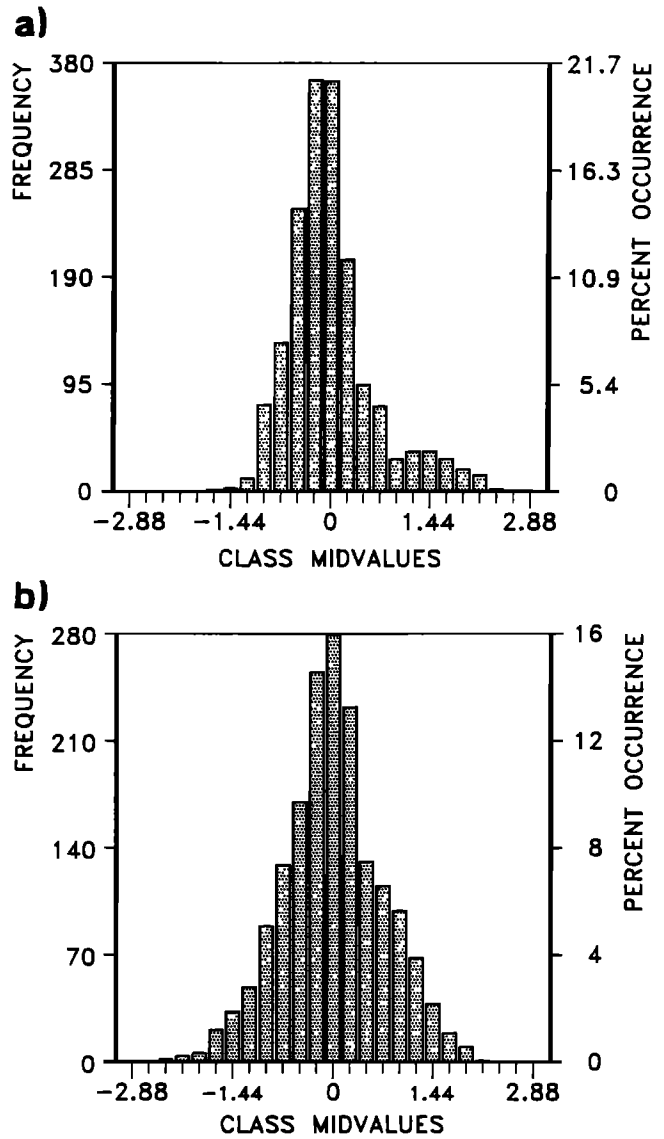 a)
FREQUENCY
380
285
190
95
0
21.7
16.3
10.9
5.4
0
PERCENT OCCURRENCE
-2.88 -1.44 0 1.44 2.88
CLASS MIDVALUES
b)
FREQUENCY
280
210
140
70
0
16
12
8
4
0
PERCENT OCCURRENCE
-2.88 -1.44 0 1.44 2.88
CLASS MIDVALUES